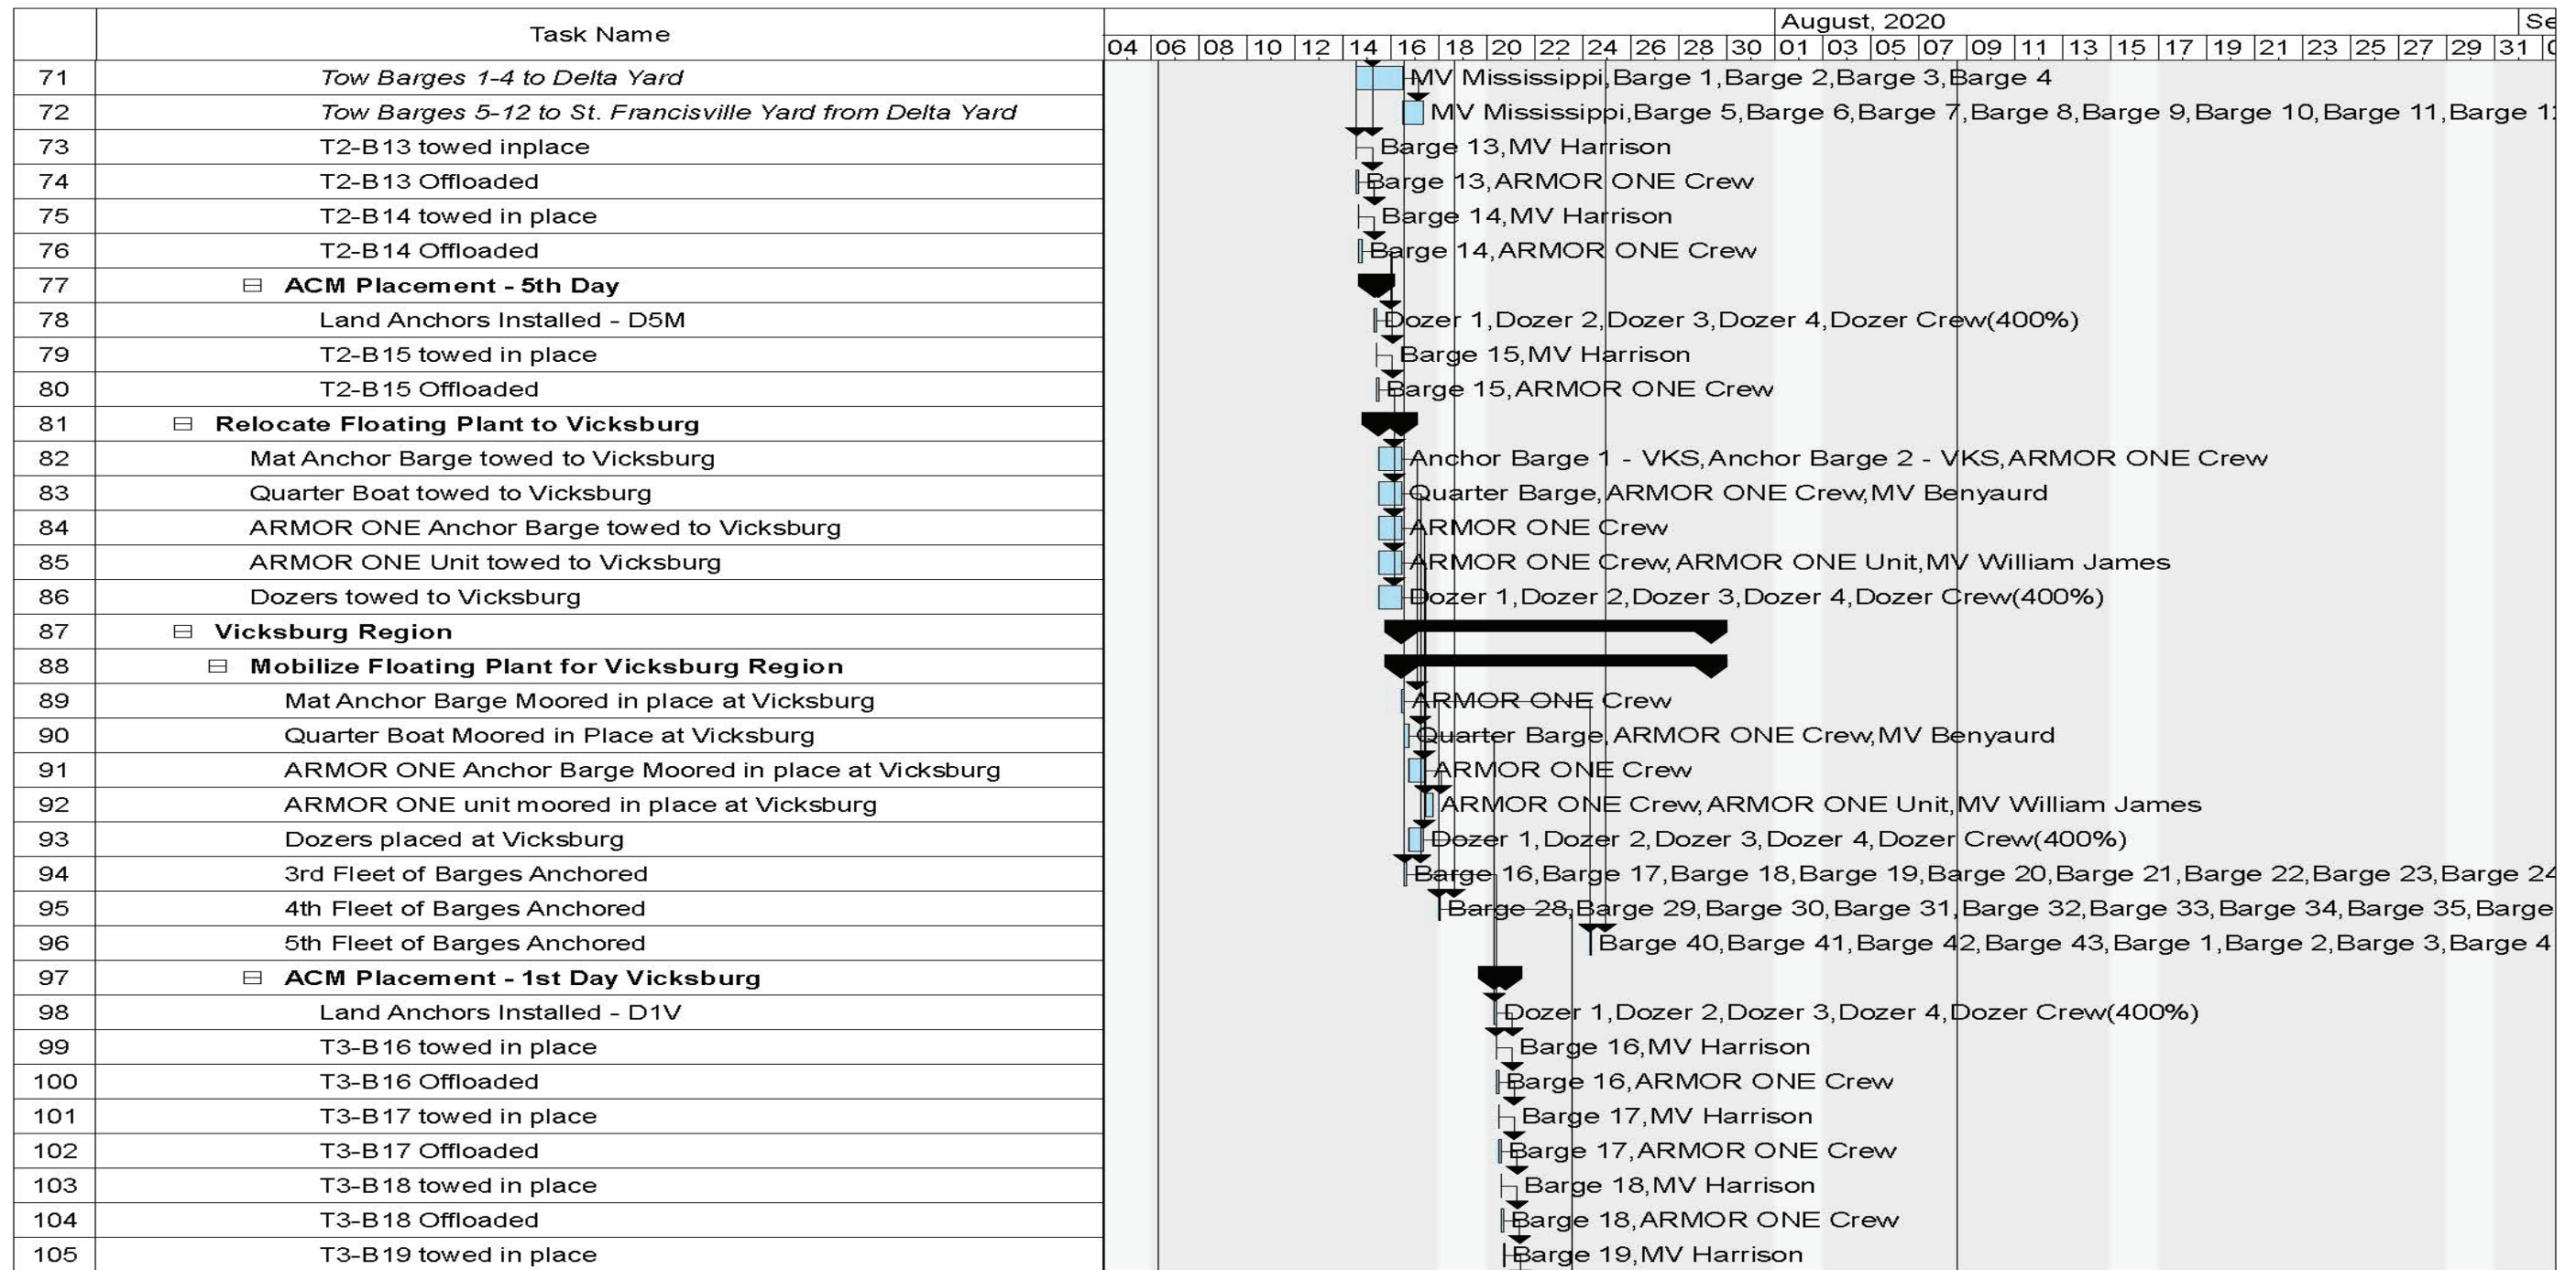 Task Name August, 2020 Se
04 06 08 10 12 14 16 18 20 22 24 26 28 30 01 03 05 07 09 11 13 15 17 19 21 23 25 27 29 31
71 Tow Barges 1-4 to Delta Yard MV Mississippi,Barge 1,Barge 2,Barge 3,Barge 4
72 Tow Barges 5-12 to St. Francisville Yard from Delta Yard MV Mississippi,Barge 5,Barge 6,Barge 7,Barge 8,Barge 9,Barge 10,Barge 11,Barge
73 T2-B13 towed inplace Barge 13,MV Harrison
74 T2-B13 Offloaded Barge 13,ARMOR ONE Crew
75 T2-B14 towed in place Barge 14,MV Harrison
76 T2-B14 Offloaded Barge 14,ARMOR ONE Crew
77 ACM Placement - 5th Day
78 Land Anchors Installed - D5M Dozer 1,Dozer 2,Dozer 3,Dozer 4,Dozer Crew(400%)
79 T2-B15 towed in place Barge 15,MV Harrison
80 T2-B15 Offloaded Barge 15,ARMOR ONE Crew
81 Relocate Floating Plant to Vicksburg
82 Mat Anchor Barge towed to Vicksburg Anchor Barge 1 - VKS,Anchor Barge 2 - VKS,ARMOR ONE Crew
83 Quarter Boat towed to Vicksburg Quarter Barge,ARMOR ONE Crew,MV Benyaurd
84 ARMOR ONE Anchor Barge towed to Vicksburg ARMOR ONE Crew
85 ARMOR ONE Unit towed to Vicksburg ARMOR ONE Crew,ARMOR ONE Unit,MV William James
86 Dozers towed to Vicksburg Dozer 1,Dozer 2,Dozer 3,Dozer 4,Dozer Crew(400%)
87 Vicksburg Region
88 Mobilize Floating Plant for Vicksburg Region
89 Mat Anchor Barge Moored in place at Vicksburg ARMOR ONE Crew
90 Quarter Boat Moored in Place at Vicksburg Quarter Barge,ARMOR ONE Crew,MV Benyaurd
91 ARMOR ONE Anchor Barge Moored in place at Vicksburg ARMOR ONE Crew
92 ARMOR ONE unit moored in place at Vicksburg ARMOR ONE Crew,ARMOR ONE Unit,MV William James
93 Dozers placed at Vicksburg Dozer 1,Dozer 2,Dozer 3,Dozer 4,Dozer Crew(400%)
94 3rd Fleet of Barges Anchored Barge 16,Barge 17,Barge 18,Barge 19,Barge 20,Barge 21,Barge 22,Barge 23,Barge 24
95 4th Fleet of Barges Anchored Barge 28,Barge 29,Barge 30,Barge 31,Barge 32,Barge 33,Barge 34,Barge 35,Barge
96 5th Fleet of Barges Anchored Barge 40,Barge 41,Barge 42,Barge 43,Barge 1,Barge 2,Barge 3,Barge 4
97 ACM Placement - 1st Day Vicksburg
98 Land Anchors Installed - D1V Dozer 1,Dozer 2,Dozer 3,Dozer 4,Dozer Crew(400%)
99 T3-B16 towed in place Barge 16,MV Harrison
100 T3-B16 Offloaded Barge 16,ARMOR ONE Crew
101 T3-B17 towed in place Barge 17,MV Harrison
102 T3-B17 Offloaded Barge 17,ARMOR ONE Crew
103 T3-B18 towed in place Barge 18,MV Harrison
104 T3-B18 Offloaded Barge 18,ARMOR ONE Crew
105 T3-B19 towed in place Barge 19,MV Harrison